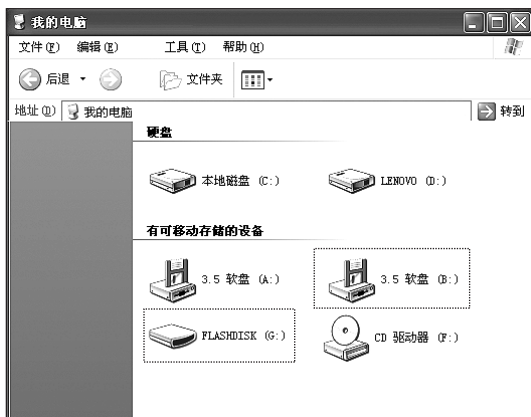 我的电脑
文件(F) 编辑(E) 工具(T) 帮助(H)
后退 文件夹
地址(D) 我的电脑 转到
硬盘
本地磁盘 (C:) LENOVO (D:)
有可移动存储的设备
3.5 软盘 (A:) 3.5 软盘 (B:)
FLASHDISK (G:) CD 驱动器 (F:)